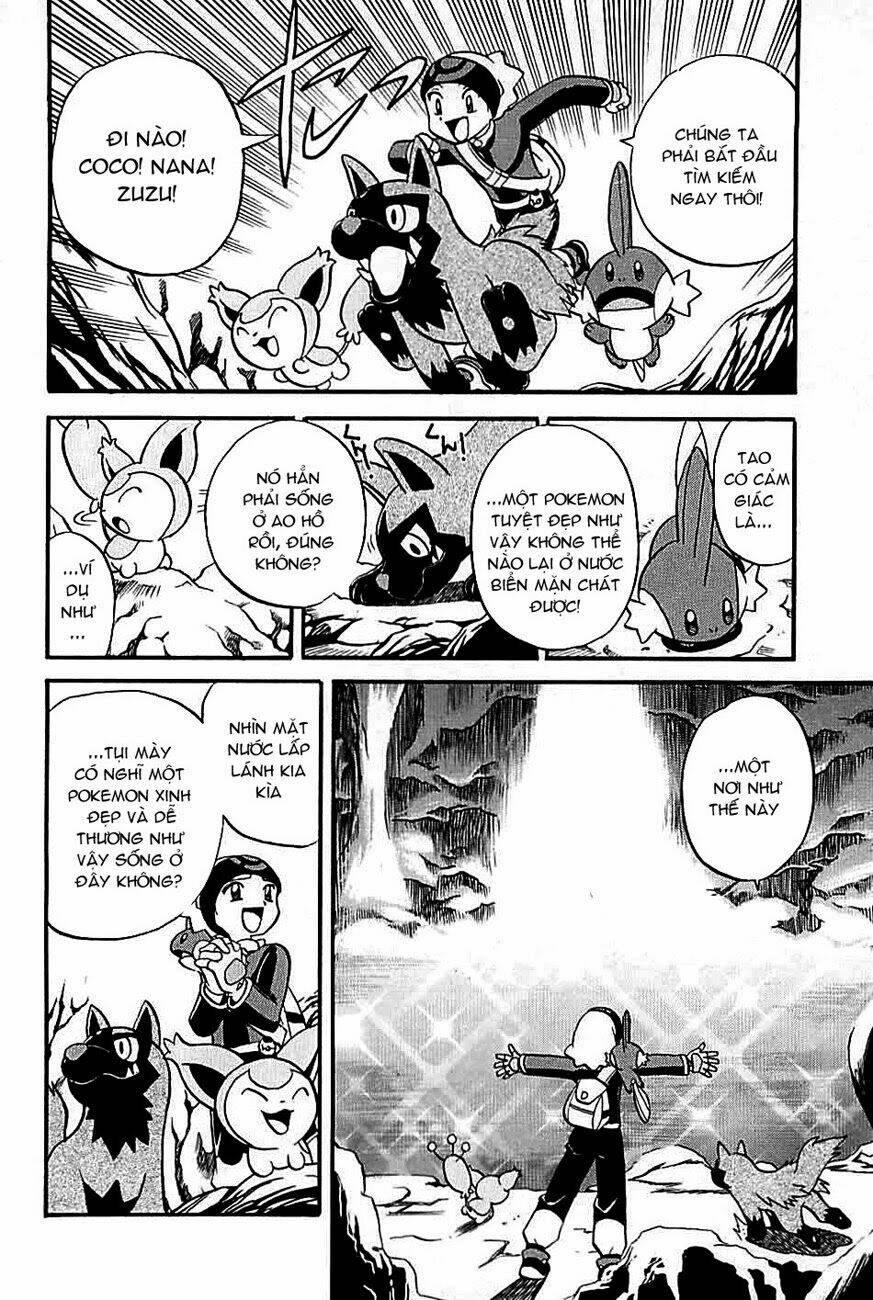 CHÚNG TA
PHẢI BẮT ĐẦU
TÌM KIẾM
NGAY THÔI!
ĐI NÀO!
COCO! NANA!
ZUZU!
TAO
CÓ CẢM
GIÁC
LÀ...
...MỘT POKEMON
TUYỆT ĐẸP NHƯ
VẬY KHÔNG THỂ
NÀO LẠI Ở NƯỚC
BIỂN MẶN CHÁT
ĐƯỢC!
NÓ HẲN
PHẢI SỐNG
Ở AO HỒ
RỒI, ĐÚNG
KHÔNG?
...VÍ
DỤ NHƯ
...
...MỘT
NƠI NHƯ
THẾ NÀY
NHÌN MẶT
NƯỚC LẤP
LÁNH KIA
KÌA
...TỤI MÀY
CÓ NGHĨ MỘT
POKEMON XINH
ĐẸP VÀ DỄ
THƯƠNG NHƯ
VẬY SỐNG Ở
ĐÂY KHÔNG?